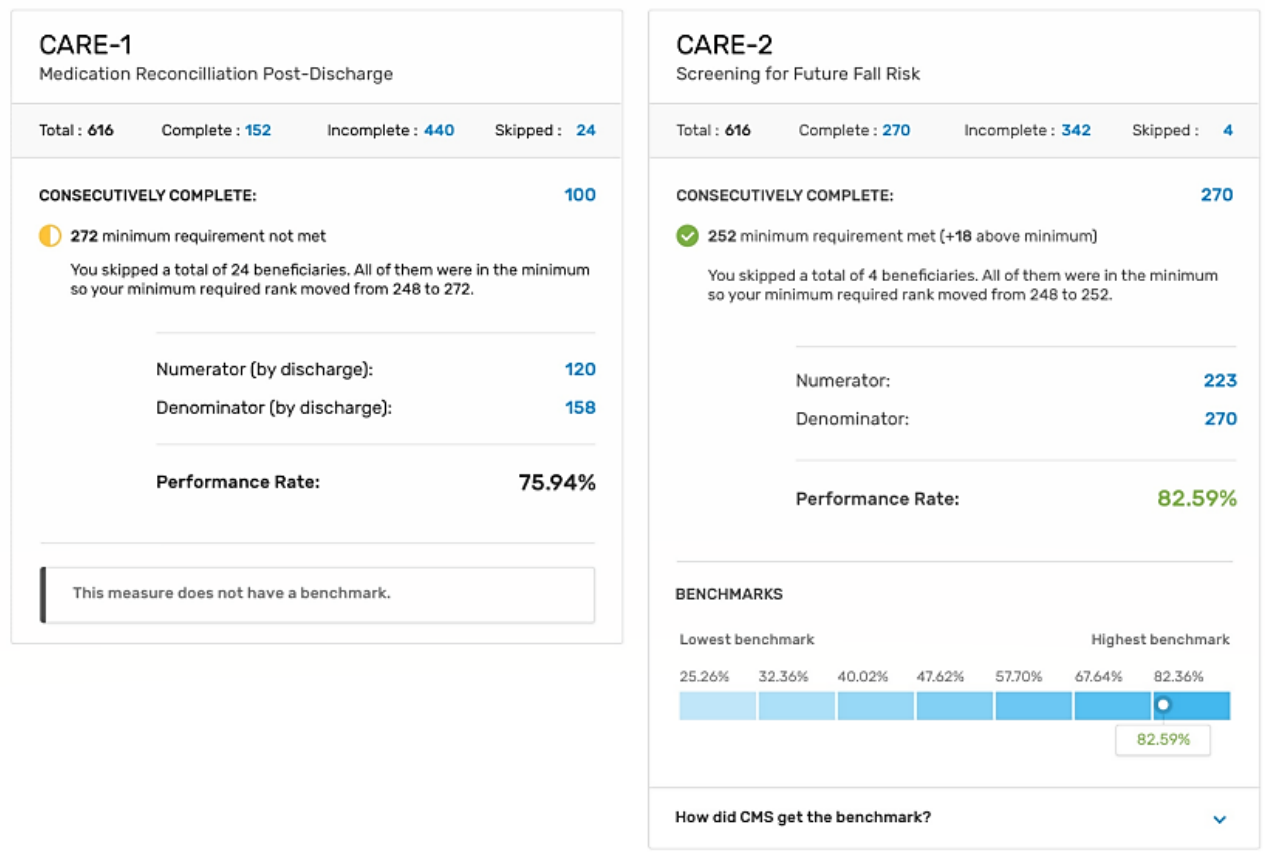 CARE-1
Medication Reconcilliation Post-Discharge
Total : 616 Complete : 152 Incomplete : 440 Skipped : 24
CONSECUTIVELY COMPLETE: 100
272 minimum requirement not met
You skipped a total of 24 beneficiaries. All of them were in the minimum
so your minimum required rank moved from 248 to 272.
Numerator (by discharge): 120
Denominator (by discharge): 158
Performance Rate: 75.94%
This measure does not have a benchmark.
CARE-2
Screening for Future Fall Risk
Total : 616 Complete : 270 Incomplete : 342 Skipped : 4
CONSECUTIVELY COMPLETE: 270
252 minimum requirement met (+18 above minimum)
You skipped a total of 4 beneficiaries. All of them were in the minimum
so your minimum required rank moved from 248 to 252.
Numerator: 223
Denominator: 270
Performance Rate: 82.59%
BENCHMARKS
Lowest benchmark Highest benchmark
25.26% 32.36% 40.02% 47.62% 57.70% 67.64% 82.36%
82.59%
How did CMS get the benchmark?